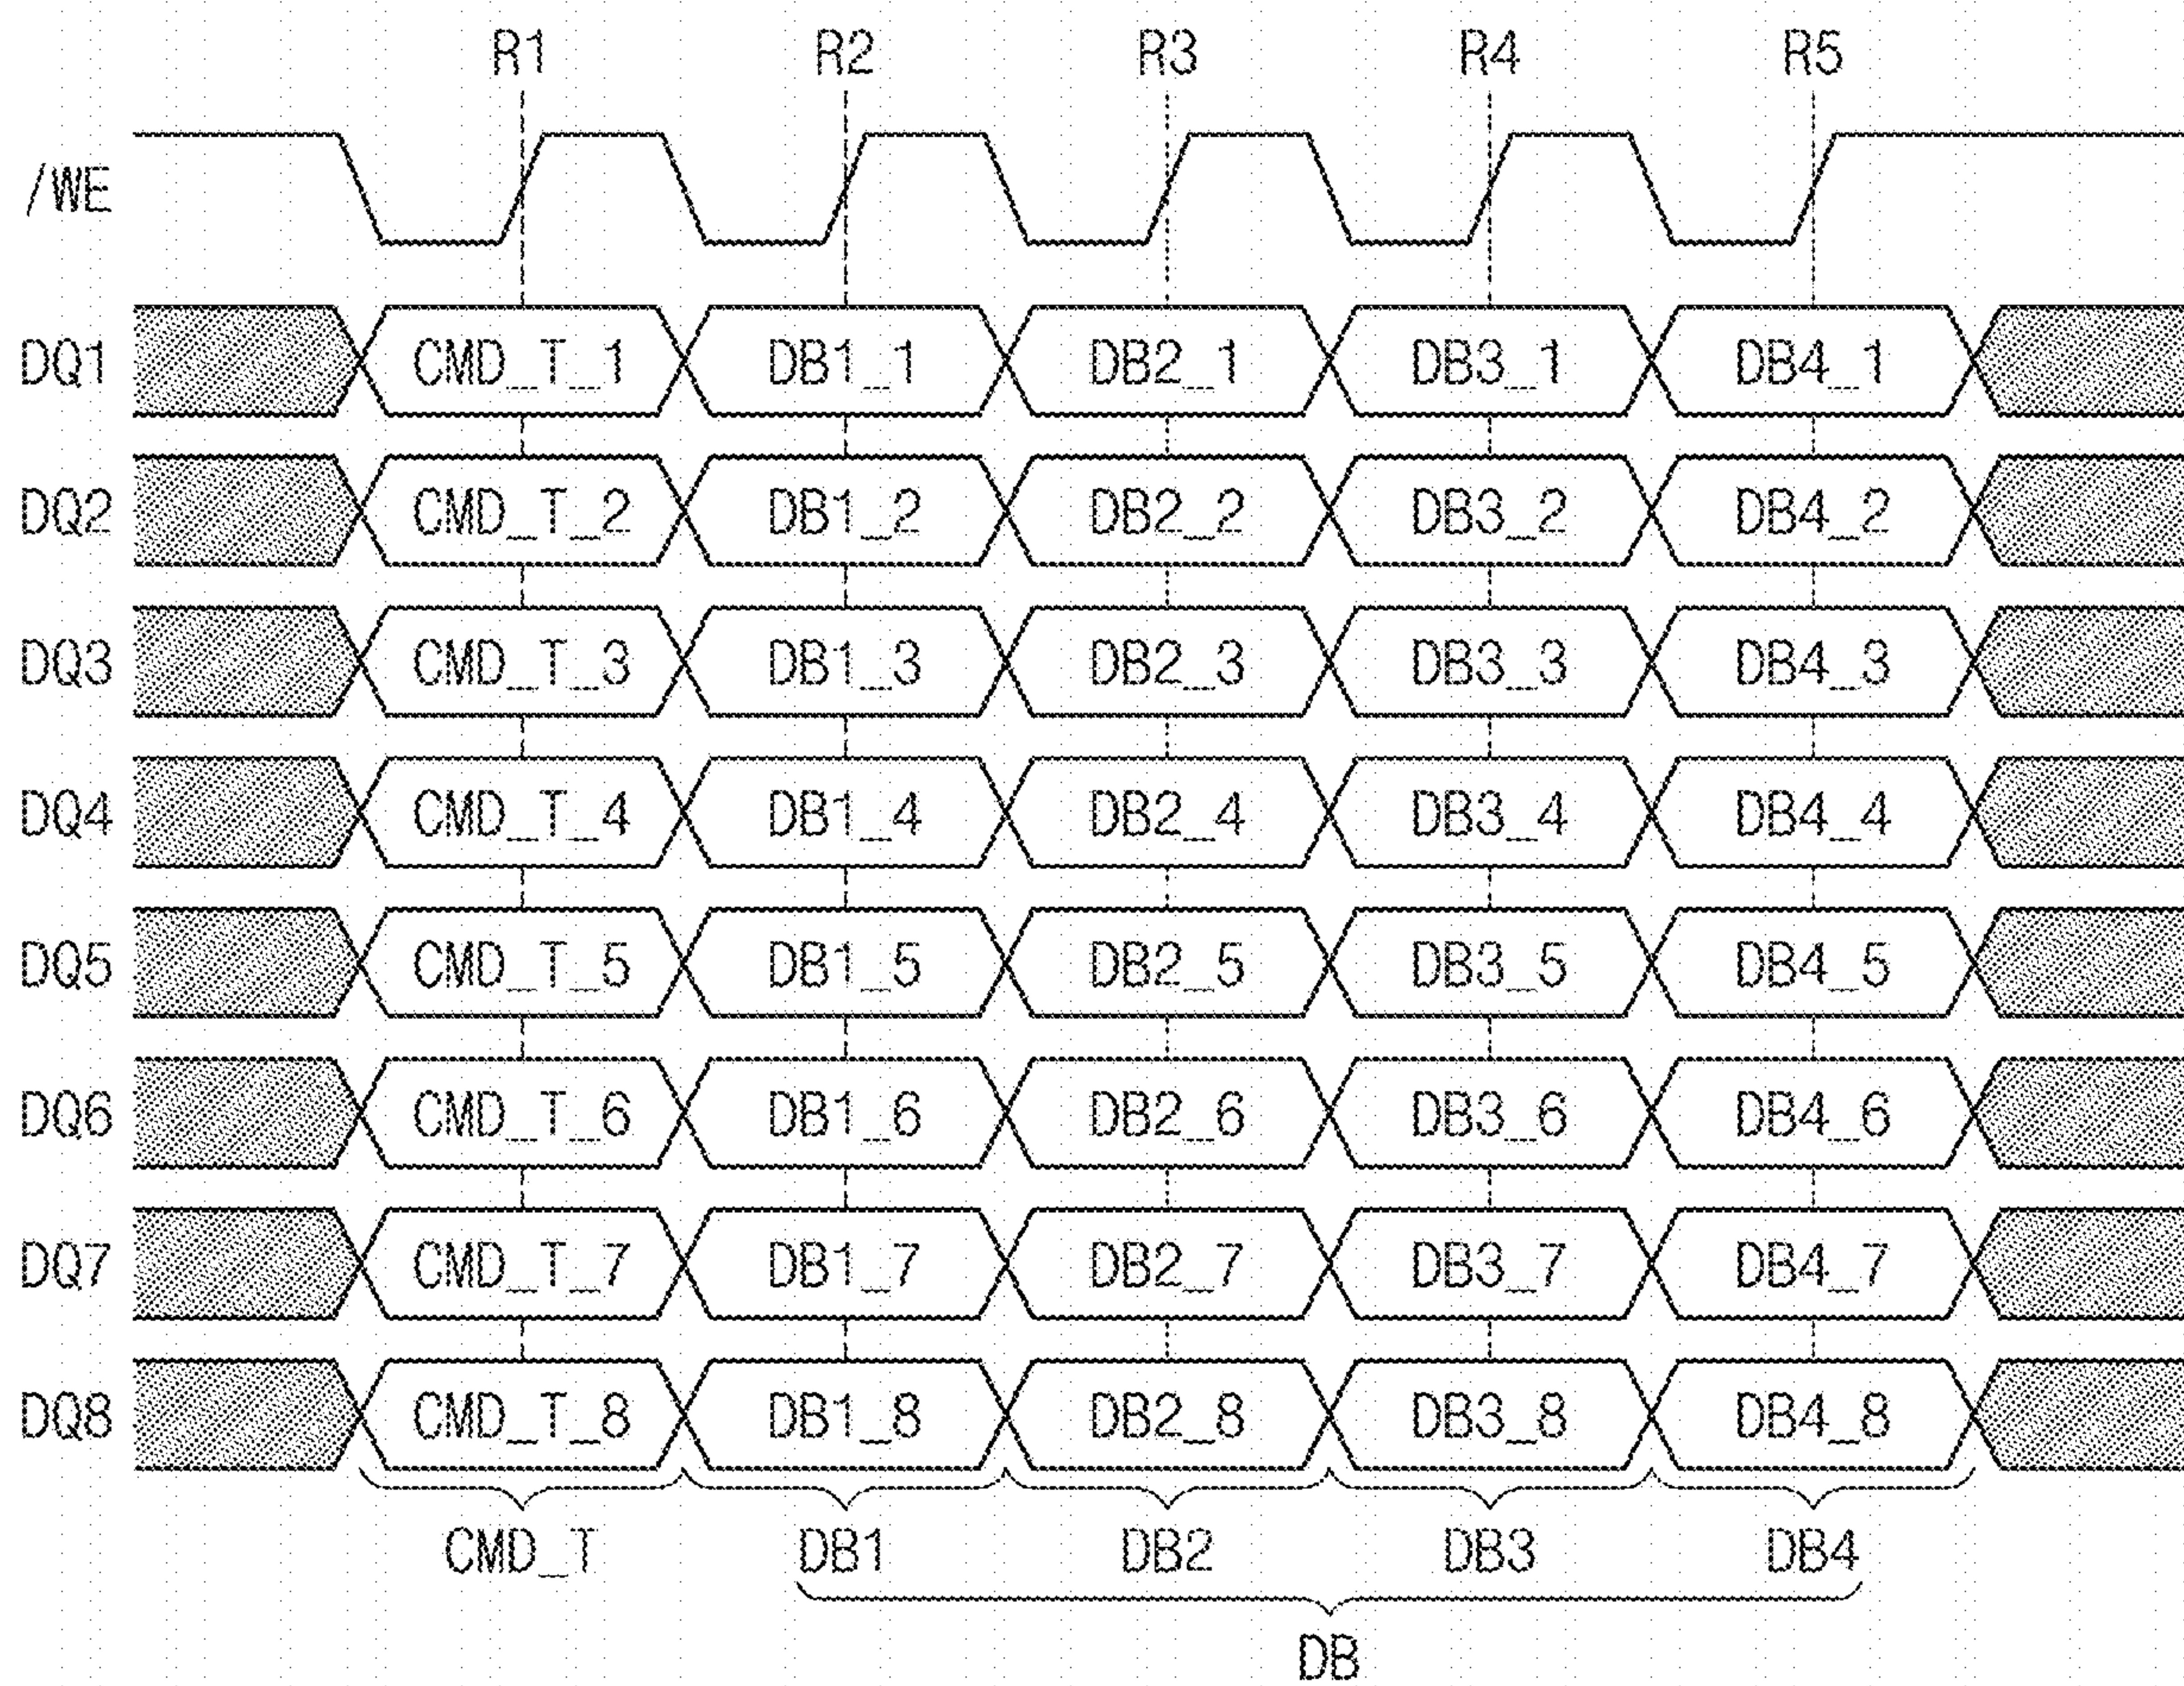 R1 R2 R3 R4 R5
/WE
DQ1 CMD_T_1 DB1_1 DB2_1 DB3_1 DB4_1
DQ2 CMD_T_2 DB1_2 DB2_2 DB3_2 DB4_2
DQ3 CMD_T_3 DB1_3 DB2_3 DB3_3 DB4_3
DQ4 CMD_T_4 DB1_4 DB2_4 DB3_4 DB4_4
DQ5 CMD_T_5 DB1_5 DB2_5 DB3_5 DB4_5
DQ6 CMD_T_6 DB1_6 DB2_6 DB3_6 DB4_6
DQ7 CMD_T_7 DB1_7 DB2_7 DB3_7 DB4_7
DQ8 CMD_T_8 DB1_8 DB2_8 DB3_8 DB4_8
CMD_T DB1 DB2 DB3 DB4
DB